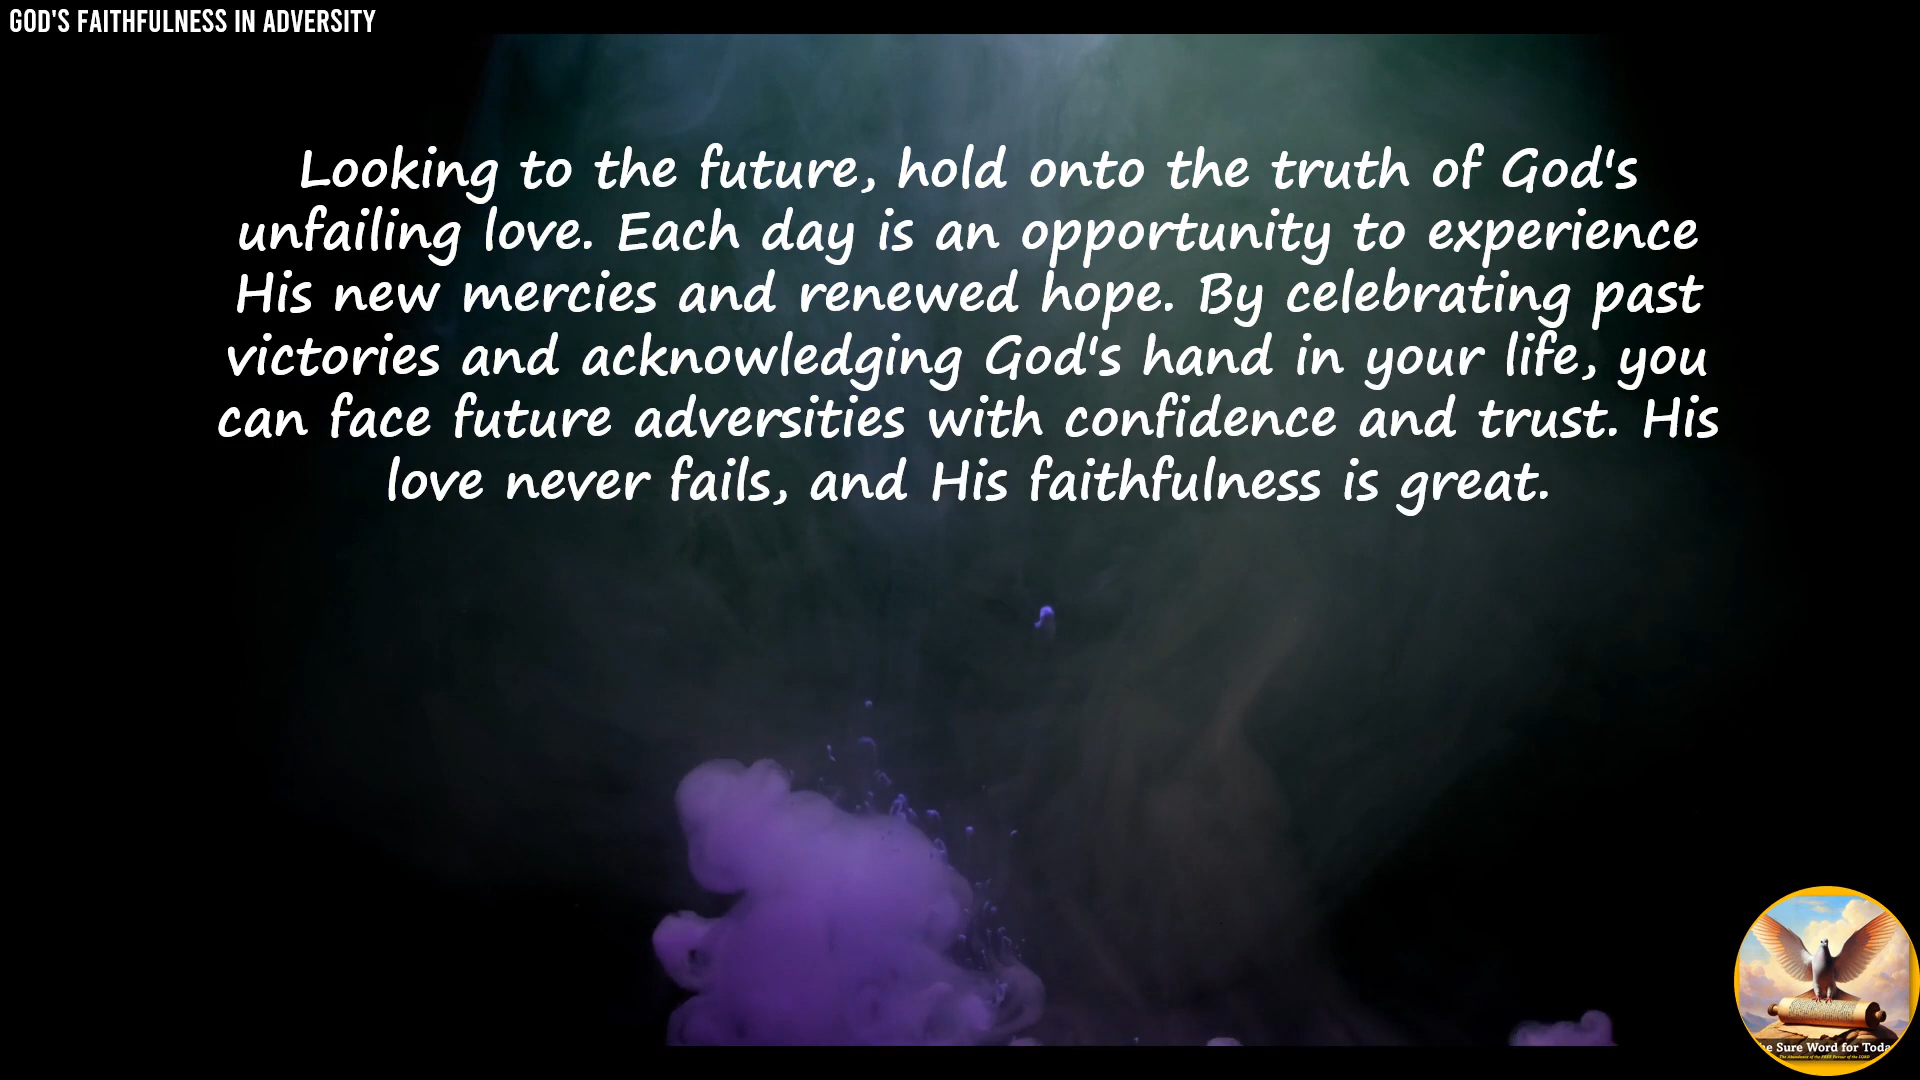 GOD'S FAITHFULNESS IN ADVERSITY
Looking to the future, hold onto the truth of God's
unfailing love. Each day is an opportunity to experience
His new mercies and renewed hope. By celebrating past
victories and acknowledging God's hand in your life, you
can face future adversities with confidence and trust. His
love never fails, and His faithfulness is great.
e Sure Word for Toda